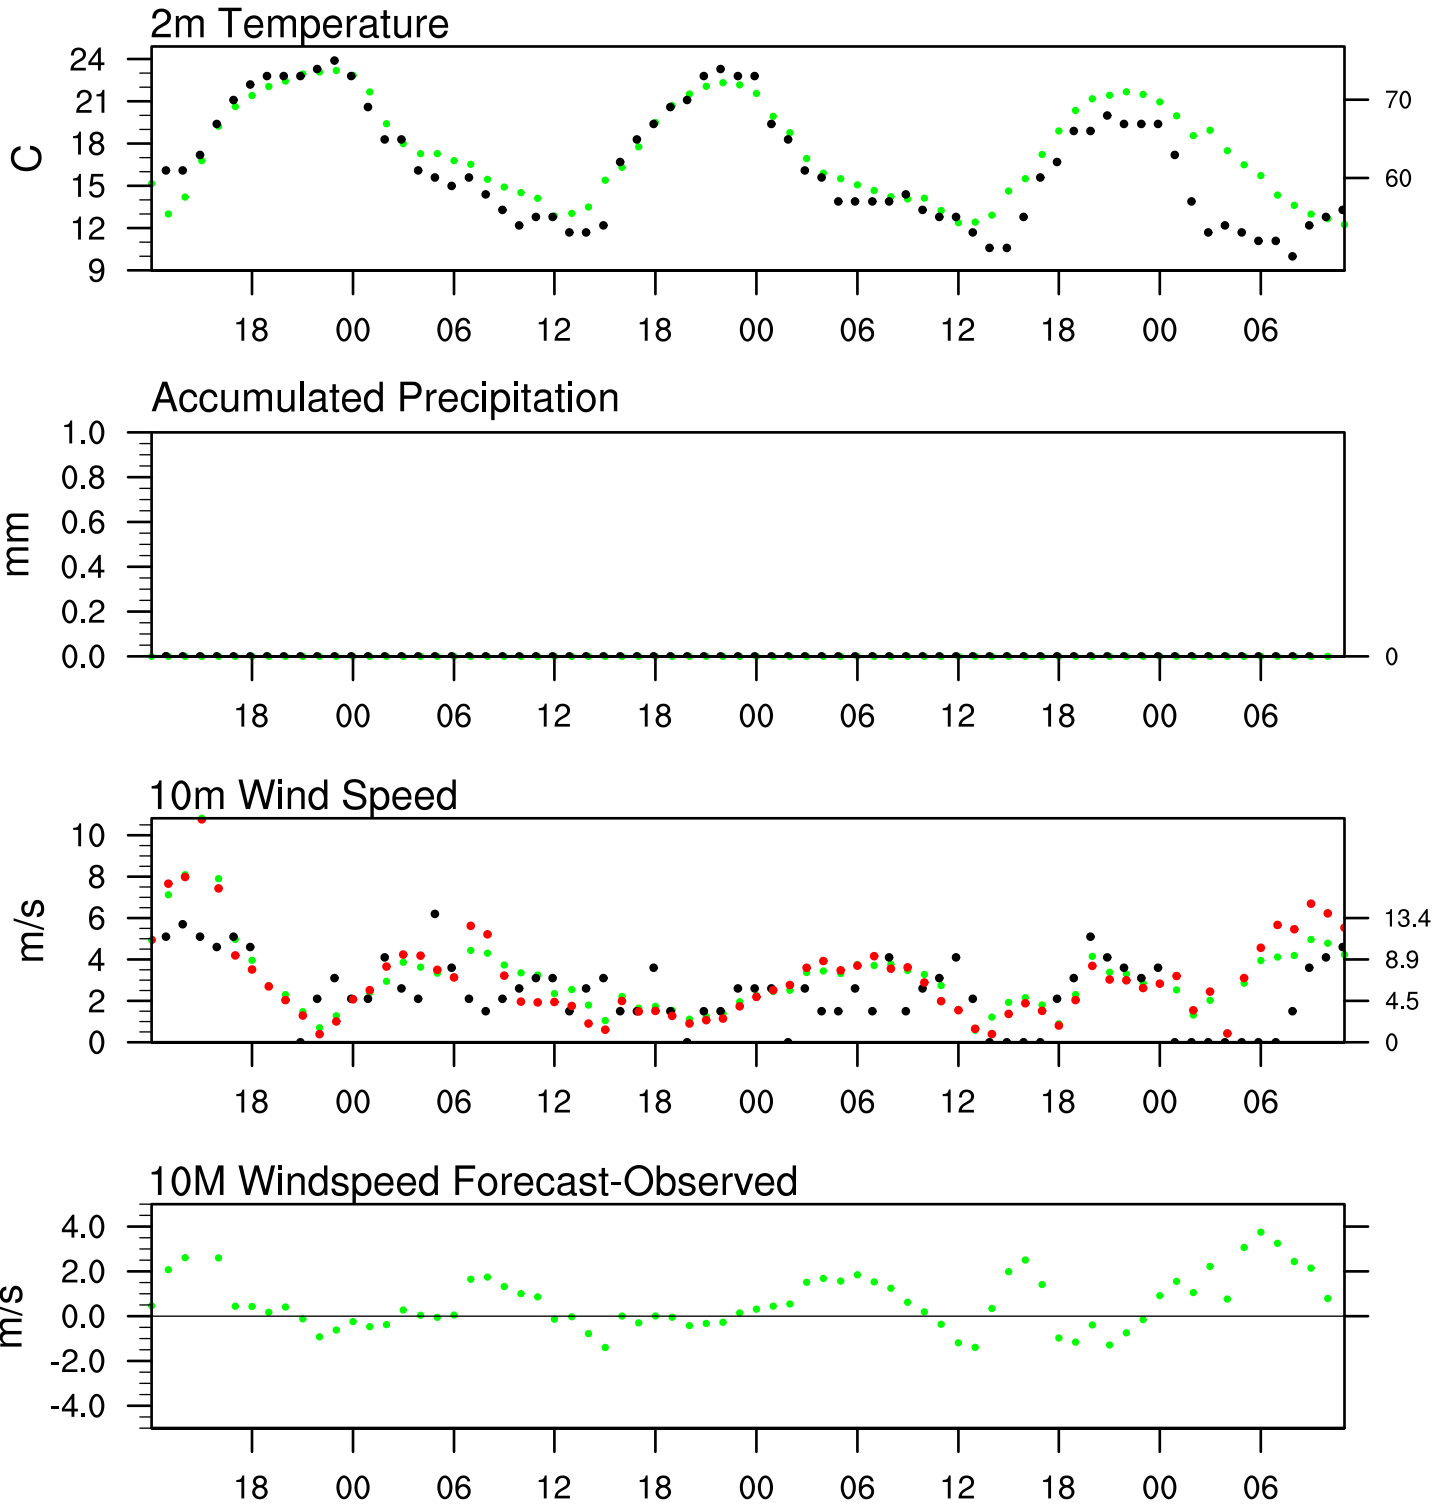 2m Temperature
24
21
18
15
12
9
C
70
60
18 00 06 12 18 00 06 12 18 00 06
Accumulated Precipitation
1.0
0.8
0.6
0.4
0.2
0.0
mm
0
18 00 06 12 18 00 06 12 18 00 06
10m Wind Speed
10
8
6
4
2
0
m/s
13.4
8.9
4.5
0
18 00 06 12 18 00 06 12 18 00 06
10M Windspeed Forecast-Observed
4.0
2.0
0.0
-2.0
-4.0
m/s
18 00 06 12 18 00 06 12 18 00 06